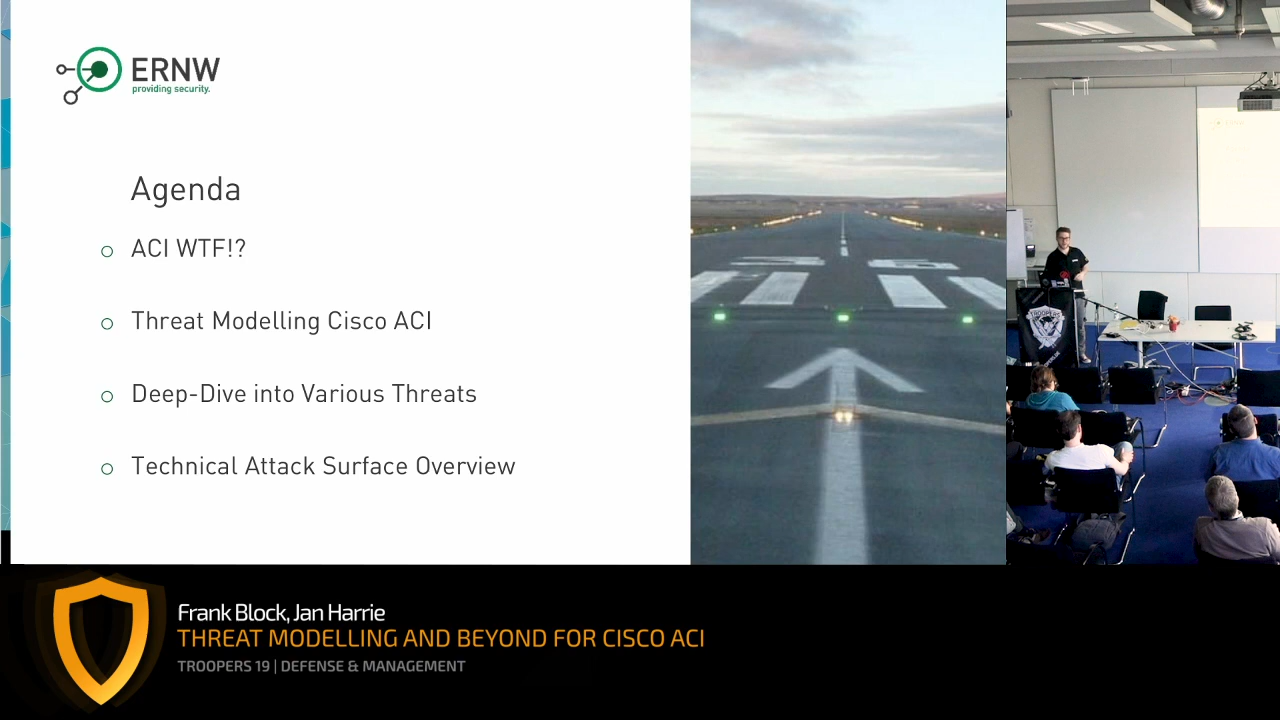 ERNW
providing security.
Agenda
ACI WTF!?
Threat Modelling Cisco ACI
Deep-Dive into Various Threats
Technical Attack Surface Overview
TROOPERS
Frank Block, Jan Harrie
THREAT MODELLING AND BEYOND FOR CISCO ACI
TROOPERS 19 | DEFENSE & MANAGEMENT